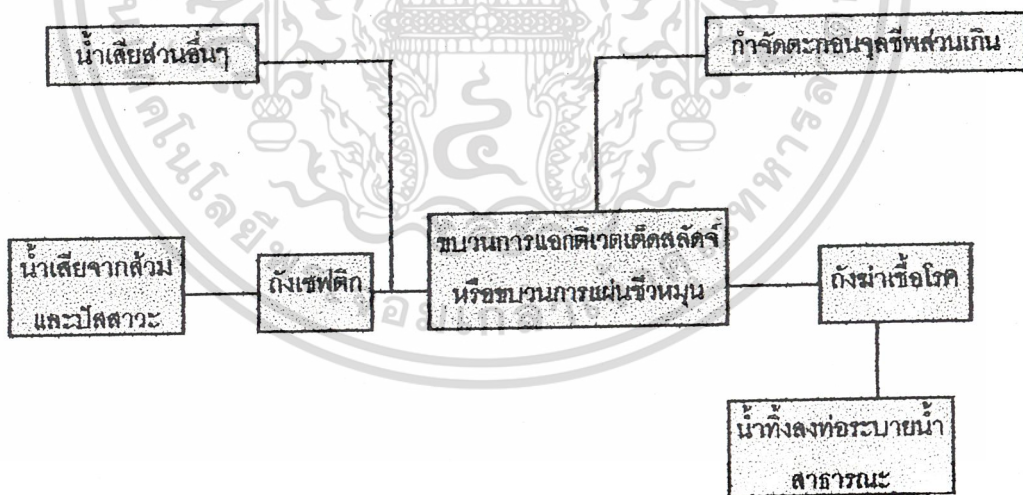 น้ำเสียส่วนอื่นๆ
กำจัดตะกอนจุลชีพส่วนเกิน
น้ำเสียจากส้วม
และปัสสาวะ
ถังเซฟติก
ขบวนการแอกติเวตเต็ดสลัดจ์
หรือขบวนการแผ่นชีวหมุน
ถังฆ่าเชื้อโรค
น้ำทิ้งลงท่อระบายน้ำ
สาธารณะ